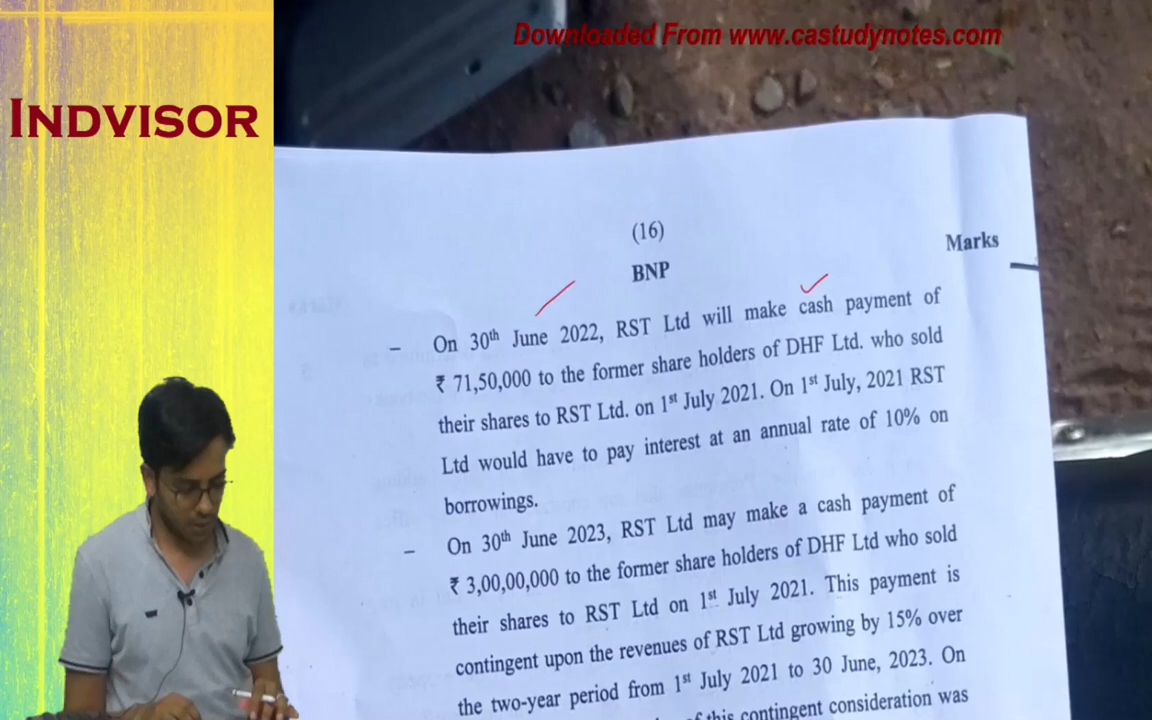 Downloaded From www.castudynotes.com
INDVISOR
(16)
Marks
BNP
– On 30th June 2022, RST Ltd will make cash payment of
₹ 71,50,000 to the former share holders of DHF Ltd. who sold
their shares to RST Ltd. on 1st July 2021. On 1st July, 2021 RST
Ltd would have to pay interest at an annual rate of 10% on
borrowings.
– On 30th June 2023, RST Ltd may make a cash payment of
₹ 3,00,00,000 to the former share holders of DHF Ltd who sold
their shares to RST Ltd on 1st July 2021. This payment is
contingent upon the revenues of RST Ltd growing by 15% over
the two-year period from 1st July 2021 to 30 June, 2023. On
of this contingent consideration was